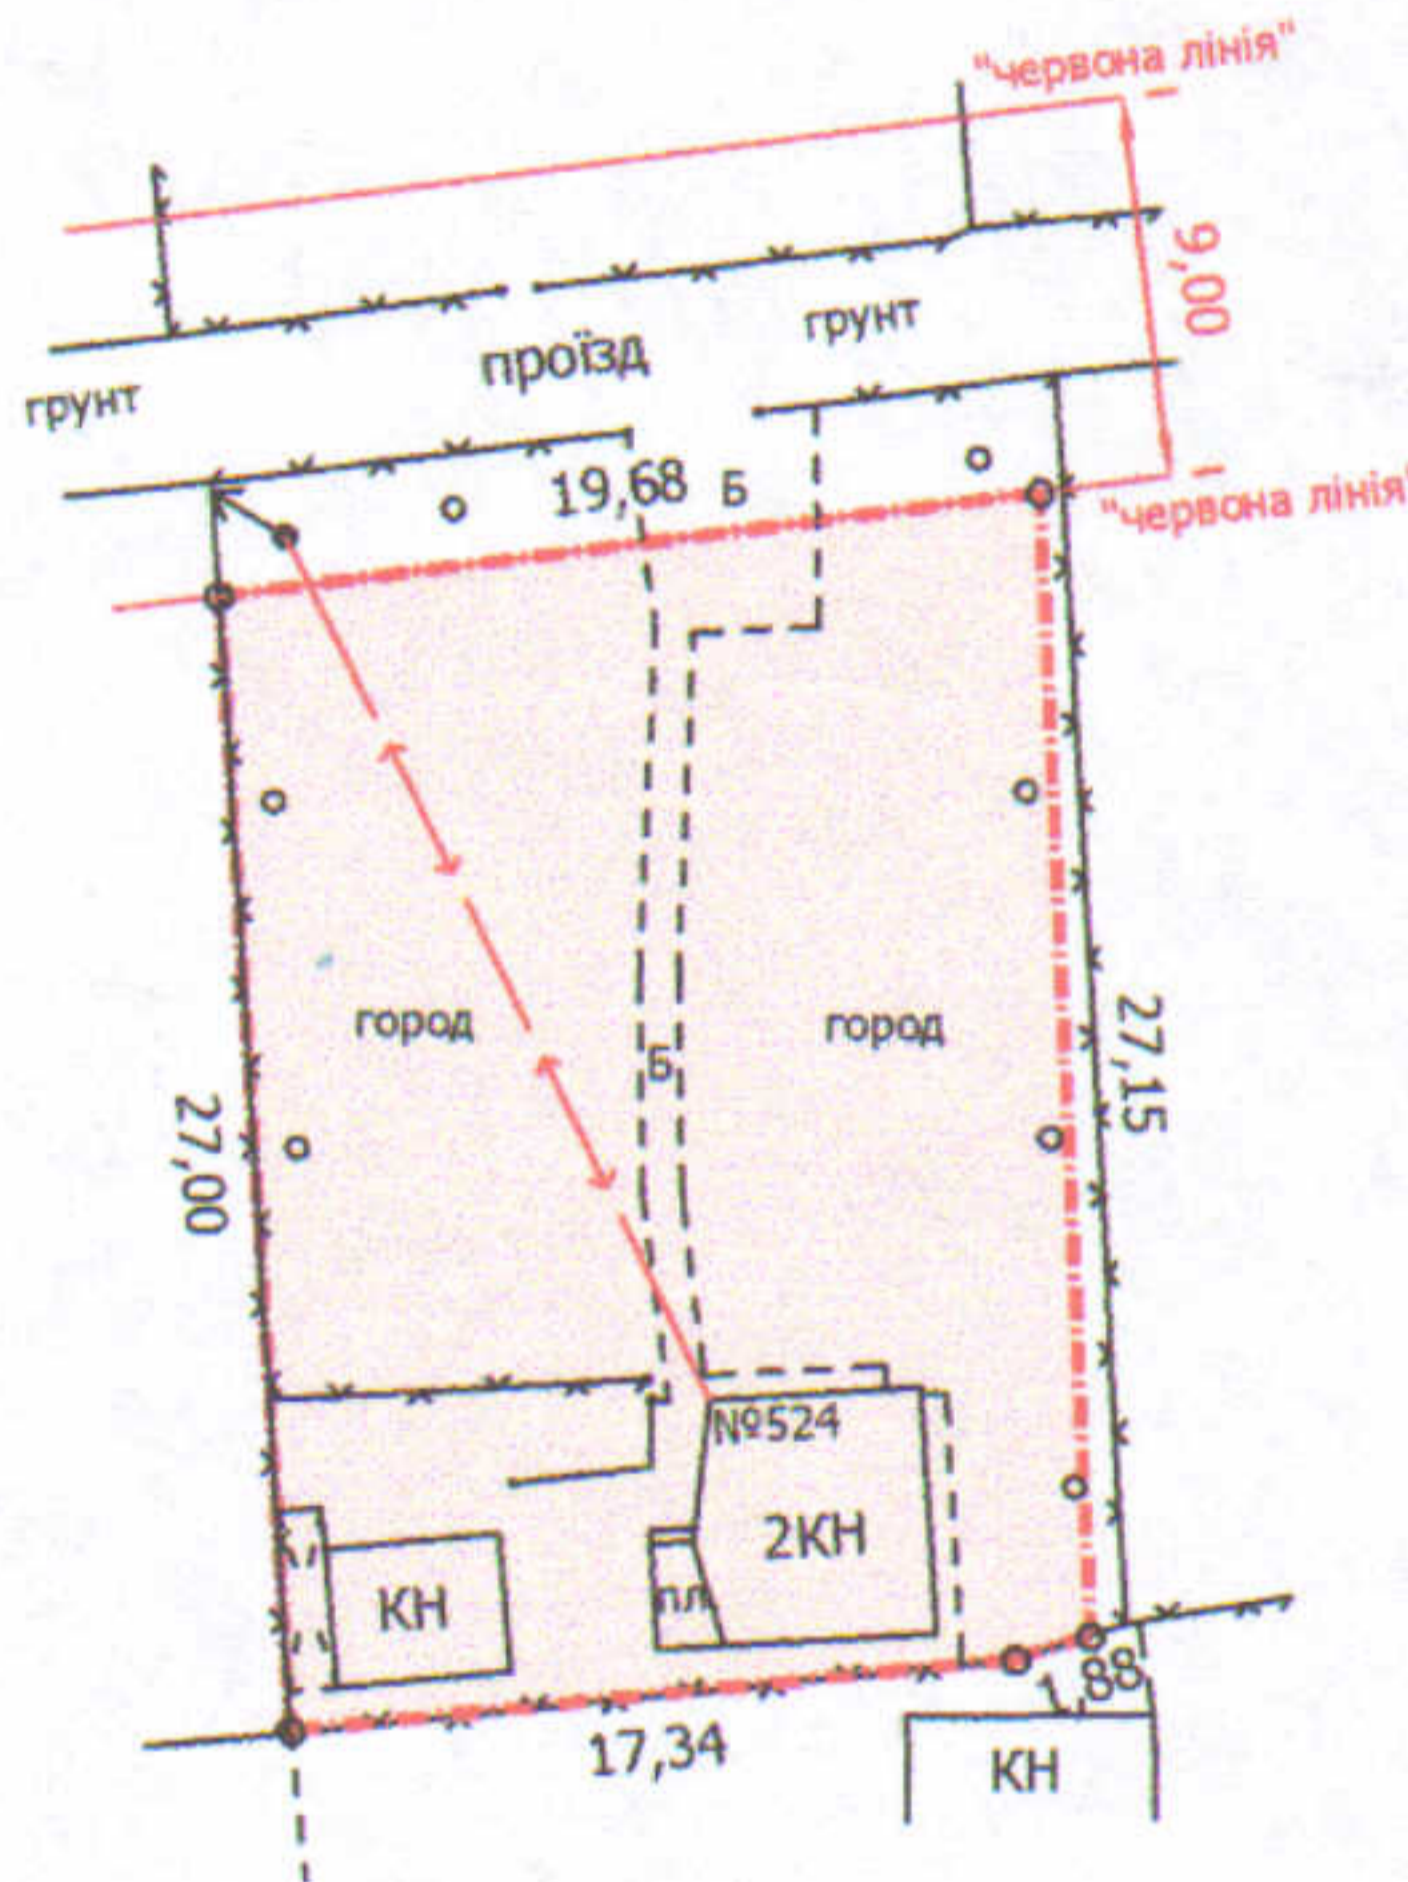 "червона лінія"
9,00
грунт
проїзд
грунт
19,68
Б
"червона лінія"
город
город
Б
27,15
27,00
№524
2КН
КН
пл
1,88
17,34
КН